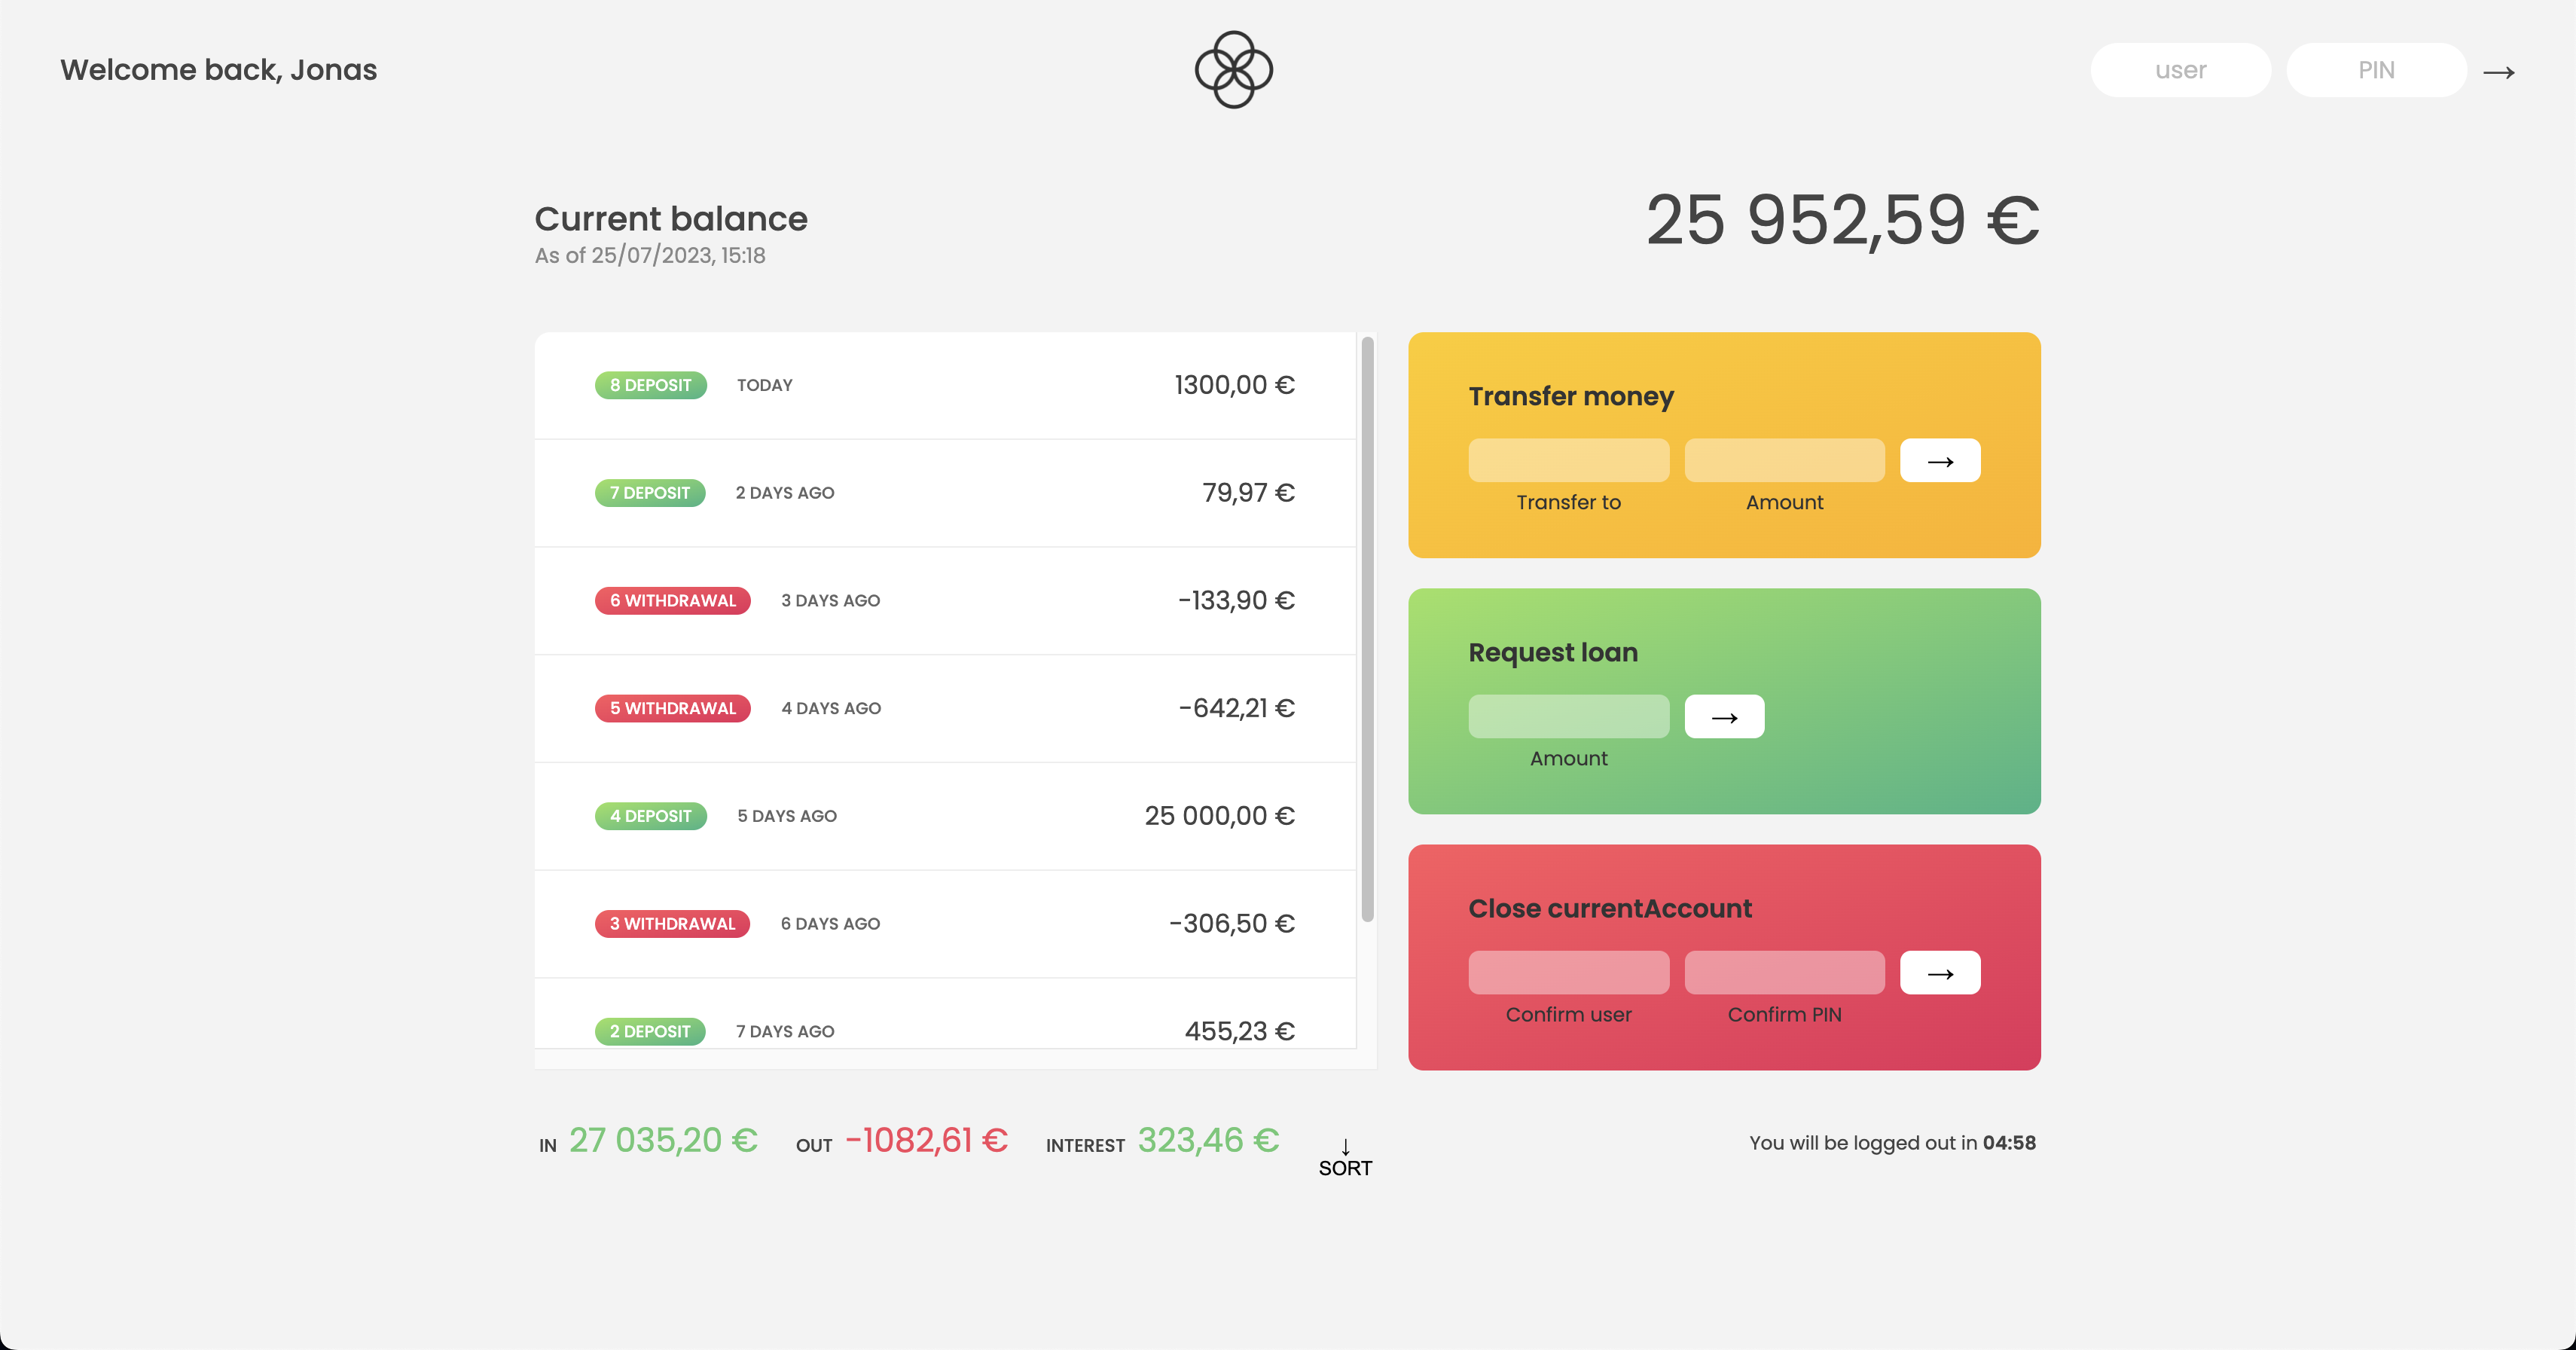 Welcome back, Jonas
user PIN →
Current balance
As of 25/07/2023, 15:18
25 952,59 €
8 DEPOSIT TODAY 1300,00 €
7 DEPOSIT 2 DAYS AGO 79,97 €
6 WITHDRAWAL 3 DAYS AGO -133,90 €
5 WITHDRAWAL 4 DAYS AGO -642,21 €
4 DEPOSIT 5 DAYS AGO 25 000,00 €
3 WITHDRAWAL 6 DAYS AGO -306,50 €
2 DEPOSIT 7 DAYS AGO 455,23 €
Transfer money
→
Transfer to Amount
Request loan
→
Amount
Close currentAccount
→
Confirm user Confirm PIN
IN 27 035,20 € OUT -1082,61 € INTEREST 323,46 €
↓
SORT
You will be logged out in 04:58